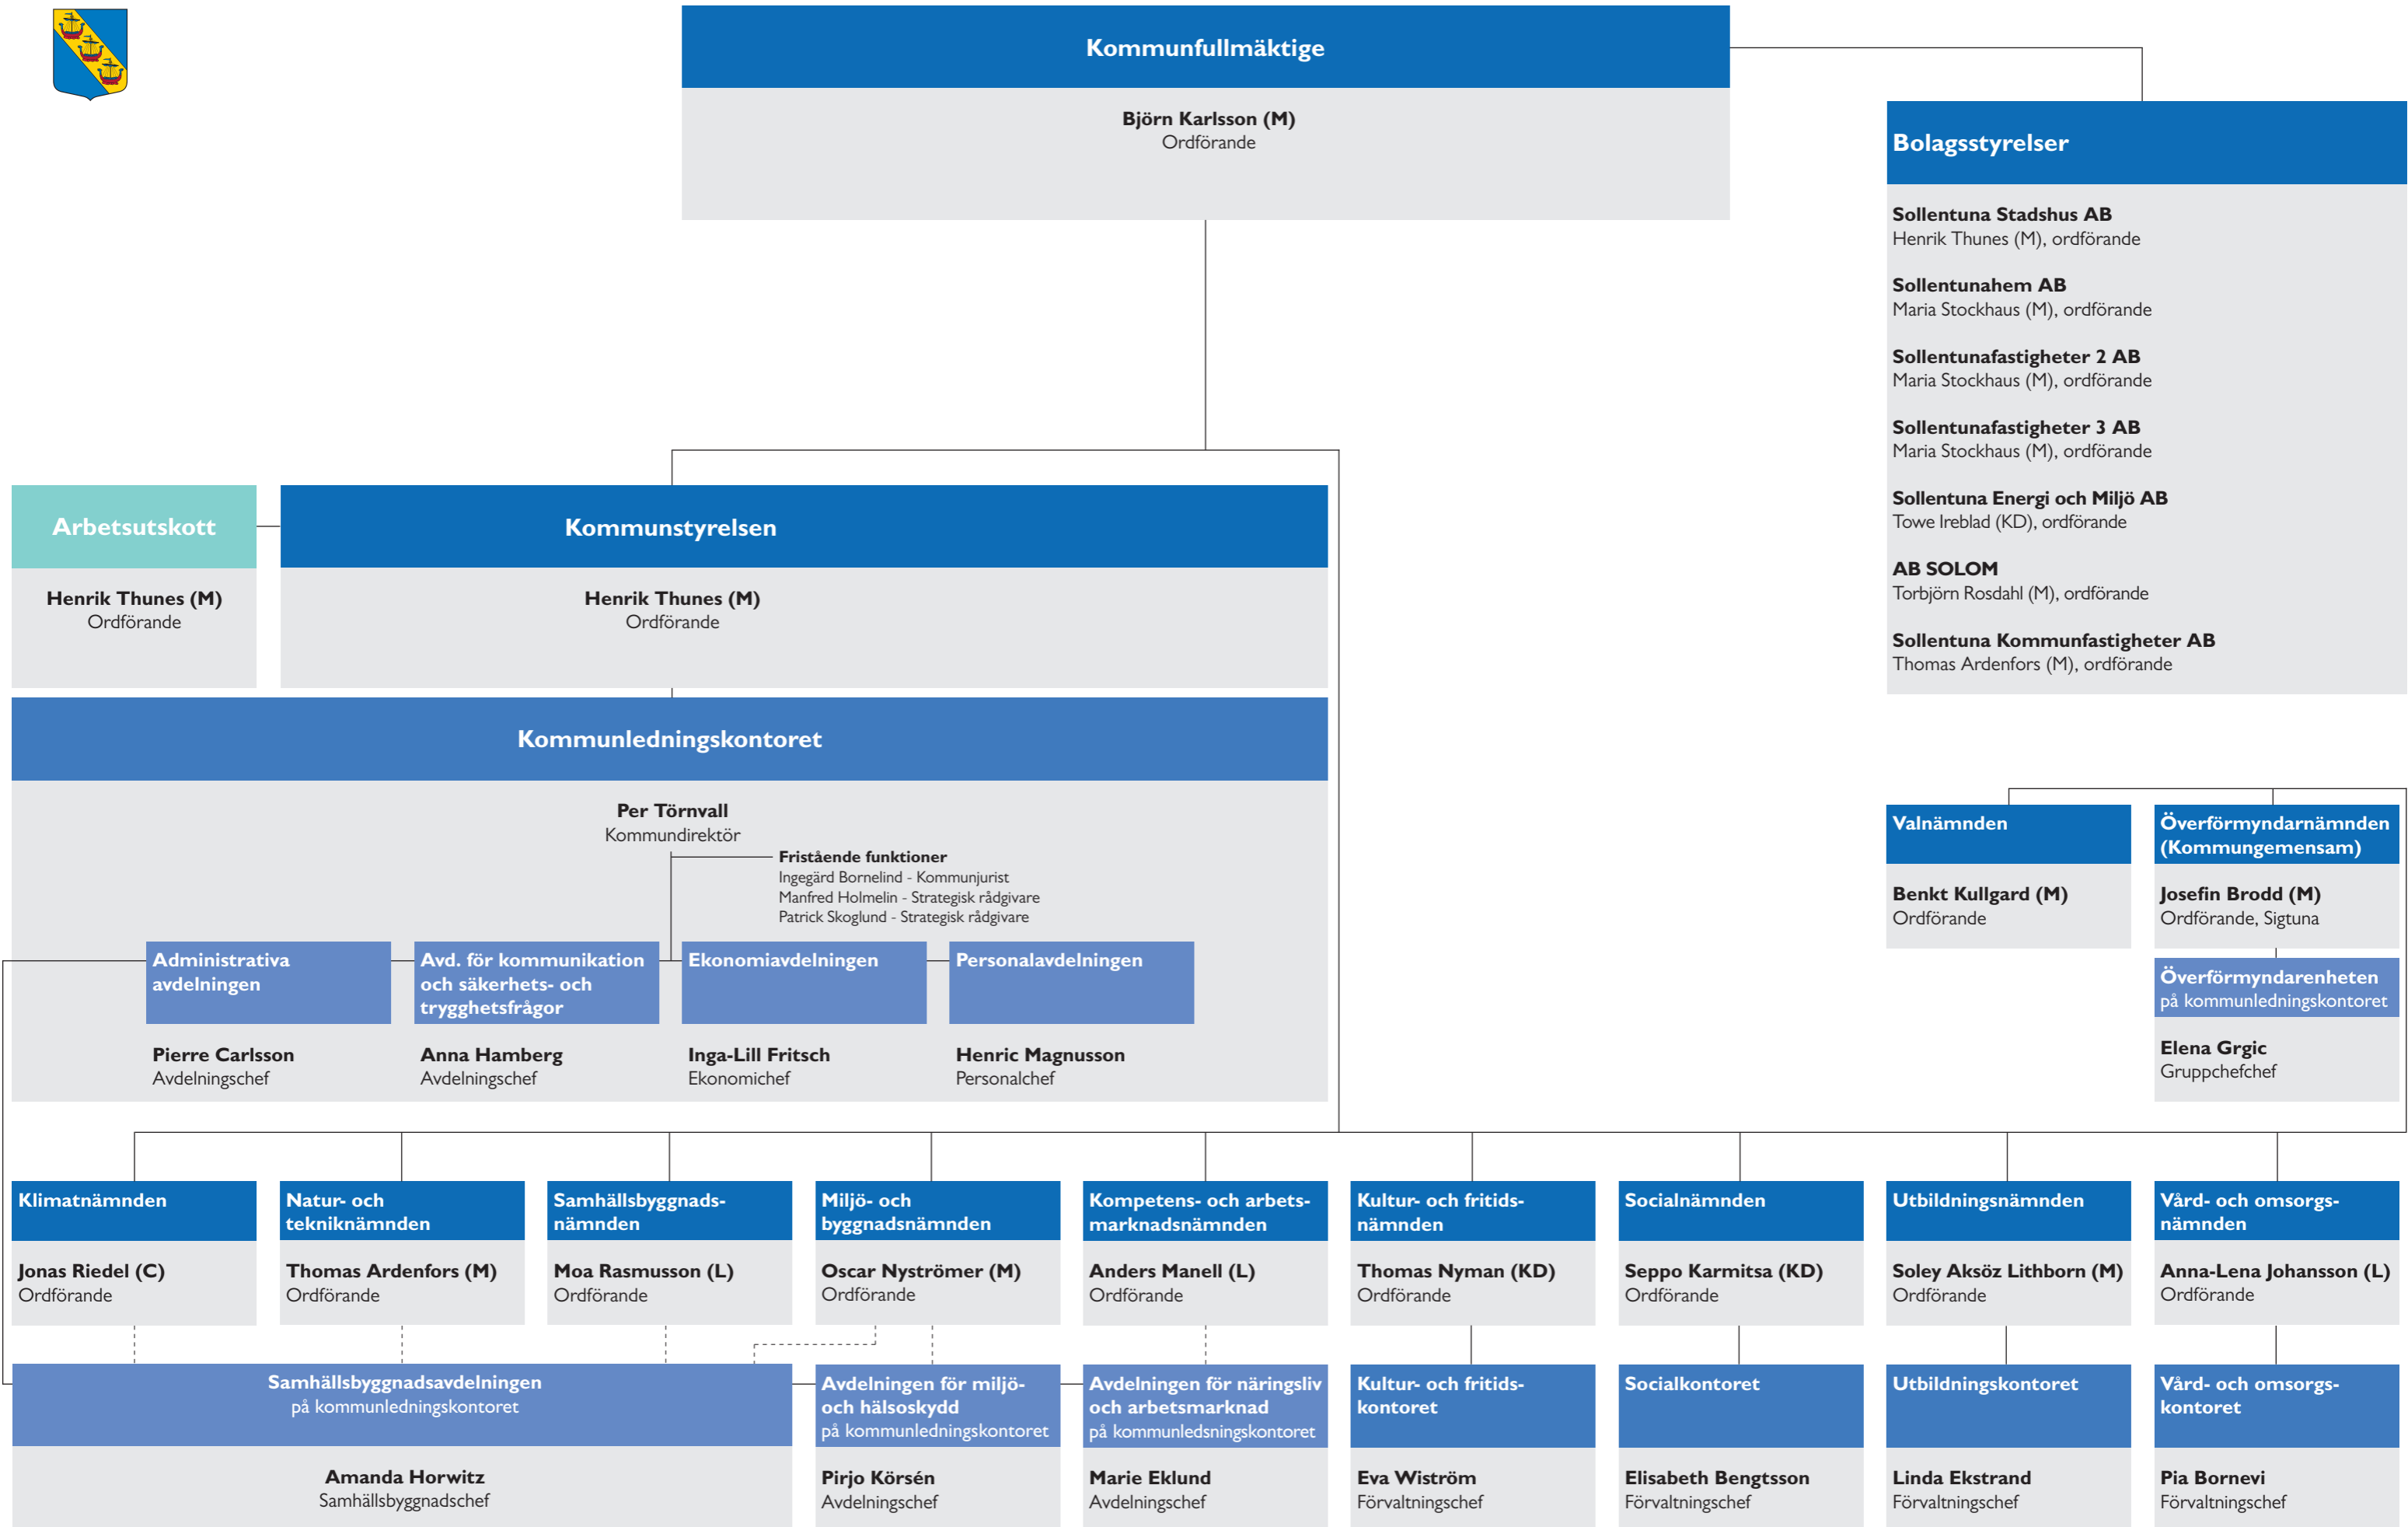 Kommunfullmäktige
Björn Karlsson (M)
Ordförande
Bolagsstyrelser
Sollentuna Stadshus AB
Henrik Thunes (M), ordförande
Sollentunahem AB
Maria Stockhaus (M), ordförande
Sollentunafastigheter 2 AB
Maria Stockhaus (M), ordförande
Sollentunafastigheter 3 AB
Maria Stockhaus (M), ordförande
Sollentuna Energi och Miljö AB
Towe Ireblad (KD), ordförande
AB SOLOM
Torbjörn Rosdahl (M), ordförande
Sollentuna Kommunfastigheter AB
Thomas Ardenfors (M), ordförande
Arbetsutskott
Henrik Thunes (M)
Ordförande
Kommunstyrelsen
Henrik Thunes (M)
Ordförande
Kommunledningskontoret
Per Törnvall
Kommundirektör
Fristående funktioner
Ingegärd Bornelind - Kommunjurist
Manfred Holmelin - Strategisk rådgivare
Patrick Skoglund - Strategisk rådgivare
Administrativa
avdelningen
Pierre Carlsson
Avdelningschef
Avd. för kommunikation
och säkerhets- och
trygghetsfrågor
Anna Hamberg
Avdelningschef
Ekonomiavdelningen
Inga-Lill Fritsch
Ekonomichef
Personalavdelningen
Henric Magnusson
Personalchef
Valnämnden
Benkt Kullgard (M)
Ordförande
Överförmyndarnämnden
(Kommungemensam)
Josefin Brodd (M)
Ordförande, Sigtuna
Överförmyndarenheten
på kommunledningskontoret
Elena Grgic
Gruppchefchef
Klimatnämnden
Jonas Riedel (C)
Ordförande
Natur- och
tekniknämnden
Thomas Ardenfors (M)
Ordförande
Samhällsbyggnads-
nämnden
Moa Rasmusson (L)
Ordförande
Miljö- och
byggnadsnämnden
Oscar Nyströmer (M)
Ordförande
Kompetens- och arbets-
marknadsnämnden
Anders Manell (L)
Ordförande
Kultur- och fritids-
nämnden
Thomas Nyman (KD)
Ordförande
Socialnämnden
Seppo Karmitsa (KD)
Ordförande
Utbildningsnämnden
Soley Aksöz Lithborn (M)
Ordförande
Vård- och omsorgs-
nämnden
Anna-Lena Johansson (L)
Ordförande
Samhällsbyggnadsavdelningen
på kommunledningskontoret
Amanda Horwitz
Samhällsbyggnadschef
Avdelningen för miljö-
och hälsoskydd
på kommunledningskontoret
Pirjo Körsén
Avdelningschef
Avdelningen för näringsliv
och arbetsmarknad
på kommunledsningskontoret
Marie Eklund
Avdelningschef
Kultur- och fritids-
kontoret
Eva Wiström
Förvaltningschef
Socialkontoret
Elisabeth Bengtsson
Förvaltningschef
Utbildningskontoret
Linda Ekstrand
Förvaltningschef
Vård- och omsorgs-
kontoret
Pia Bornevi
Förvaltningschef